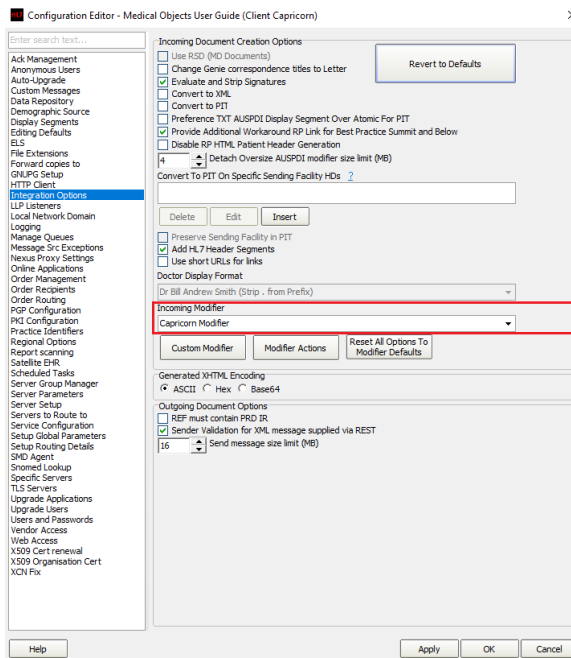 Configuration Editor - Medical Objects User Guide (Client Capricorn)
Enter search text...
Ack Management
Anonymous Users
Auto-Upgrade
Custom Messages
Data Repository
Demographic Source
Display Segments
Editing Defaults
ELS
File Extensions
Forward copies to
GNUPG Setup
HTTP Client
Integration Options
LLP Listeners
Local Network Domain
Logging
Manage Queues
Message Src Exceptions
Nexus Proxy Settings
Online Applications
Order Management
Order Recipients
Order Routing
PGP Configuration
PKI Configuration
Practice Identifiers
Regional Options
Report scanning
Satellite EHR
Scheduled Tasks
Server Group Manager
Server Parameters
Server Setup
Servers to Route to
Service Configuration
Setup Global Parameters
Setup Routing Details
SMD Agent
Snomed Lookup
Specific Servers
TLS Servers
Upgrade Applications
Upgrade Users
Users and Passwords
Vendor Access
Web Access
X509 Cert renewal
X509 Organisation Cert
XCN Fix
Incoming Document Creation Options
Use RSD (MD Documents)
Change Genie correspondence titles to Letter
Evaluate and Strip Signatures
Convert to XML
Convert to PIT
Preference TXT AUSPDI Display Segment Over Atomic For PIT
Provide Additional Workaround RP Link for Best Practice Summit and Below
Disable RP HTML Patient Header Generation
4 Detach Oversize AUSPDI modifier size limit (MB)
Revert to Defaults
Convert To PIT On Specific Sending Facility HDs ?
Delete Edit Insert
Preserve Sending Facility in PIT
Add HL7 Header Segments
Use short URLs for links
Doctor Display Format
Dr Bill Andrew Smith (Strip . from Prefix)
Incoming Modifier
Capricorn Modifier
Custom Modifier Modifier Actions Reset All Options To
Modifier Defaults
Generated XHTML Encoding
ASCII Hex Base64
Outgoing Document Options
REF must contain PRD IR
Sender Validation for XML message supplied via REST
16 Send message size limit (MB)
Help Apply OK Cancel